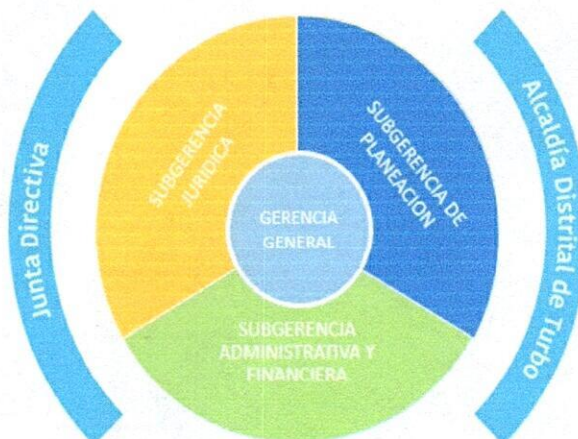 Junta Directiva
SUBGERENCIA
JURIDICA
SUBGERENCIA DE
PLANEACION
GERENCIA
GENERAL
SUBGERENCIA
ADMINISTRATIVA Y
FINANCIERA
Alcaldía Distrital de Turbo